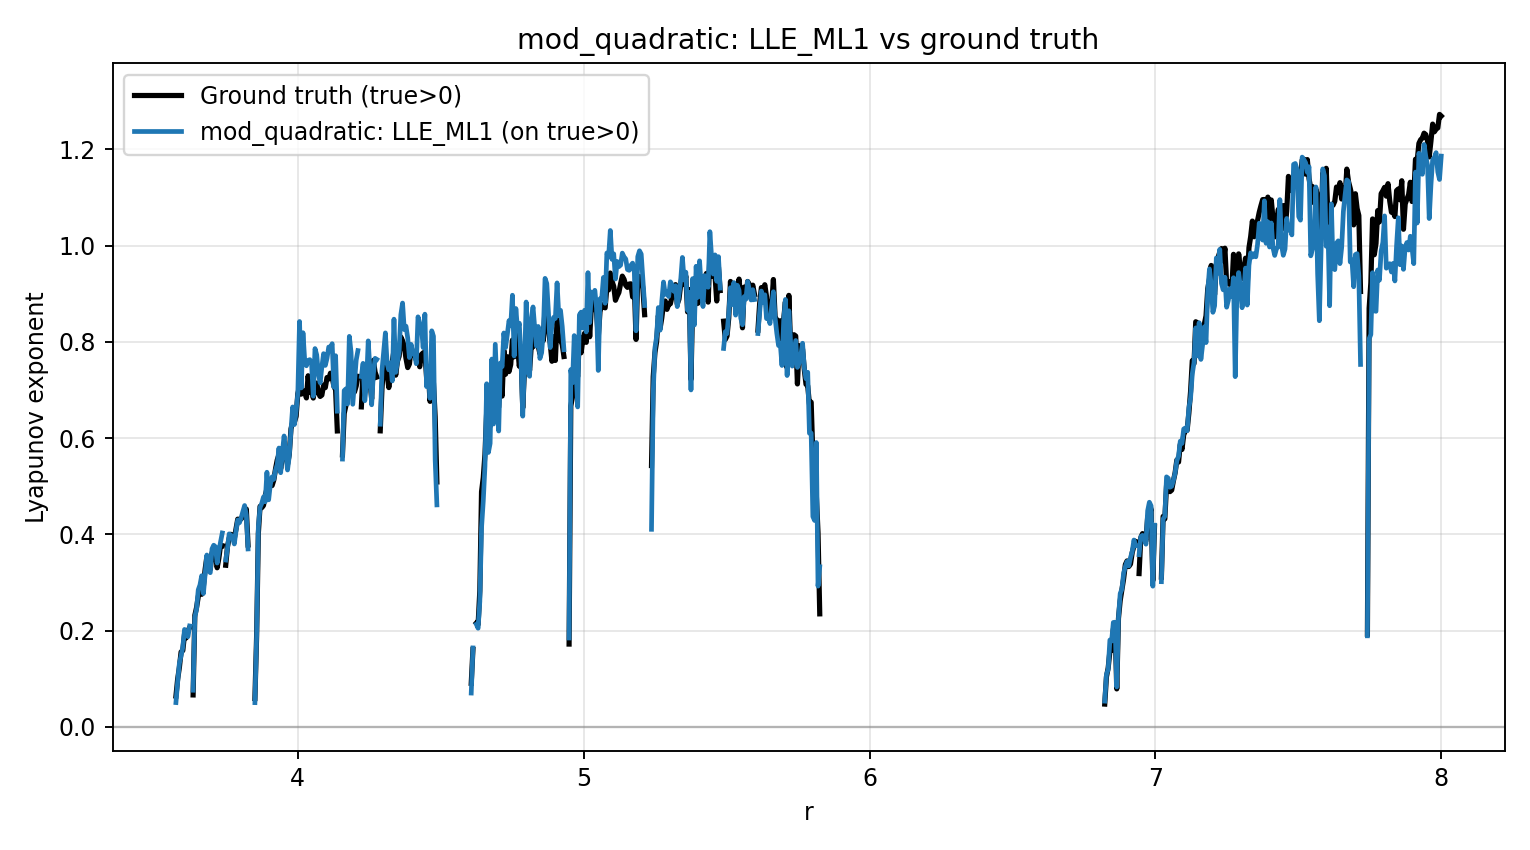 mod_quadratic: LLE_ML1 vs ground truth
Ground truth (true>0)
mod_quadratic: LLE_ML1 (on true>0)
Lyapunov exponent
1.2
1.0
0.8
0.6
0.4
0.2
0.0
4 5 6 7 8
r